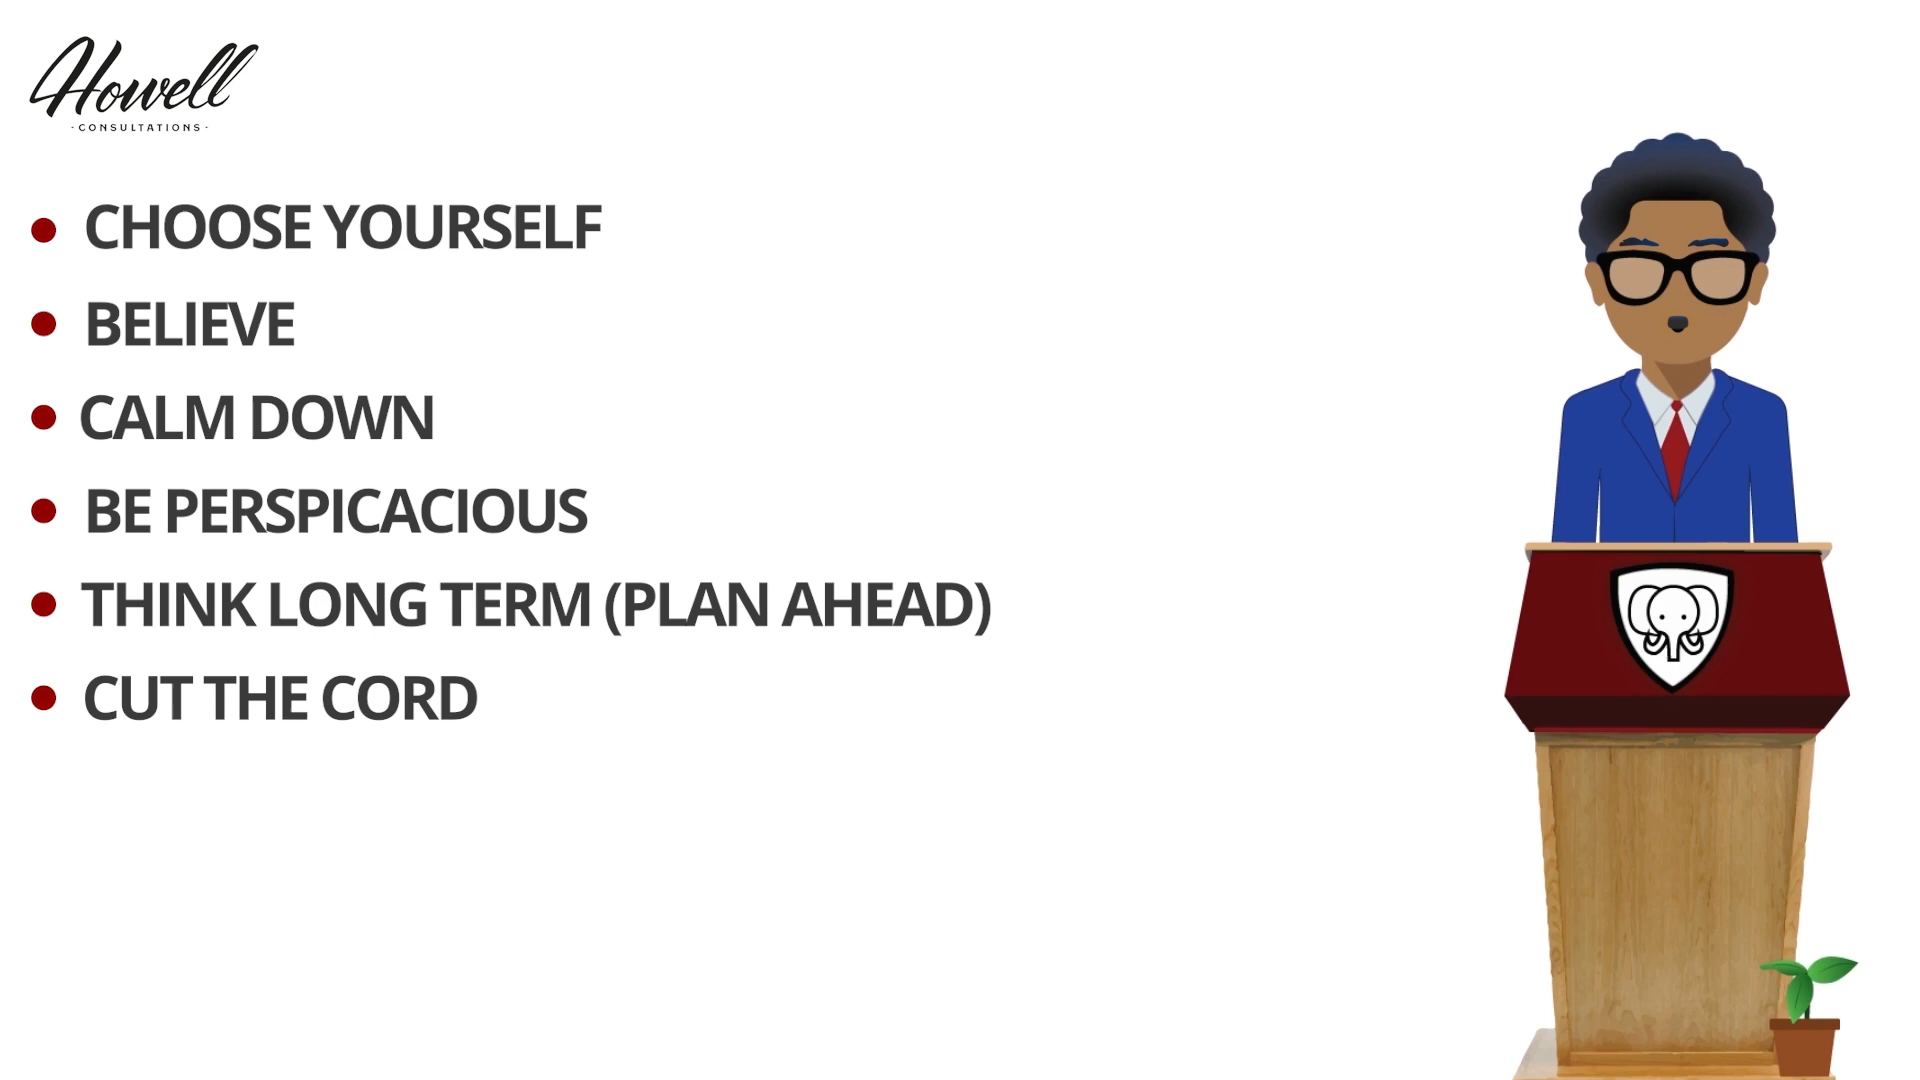 Howell
·CONSULTATIONS·
CHOOSE YOURSELF
BELIEVE
CALM DOWN
BE PERSPICACIOUS
THINK LONG TERM (PLAN AHEAD)
CUT THE CORD